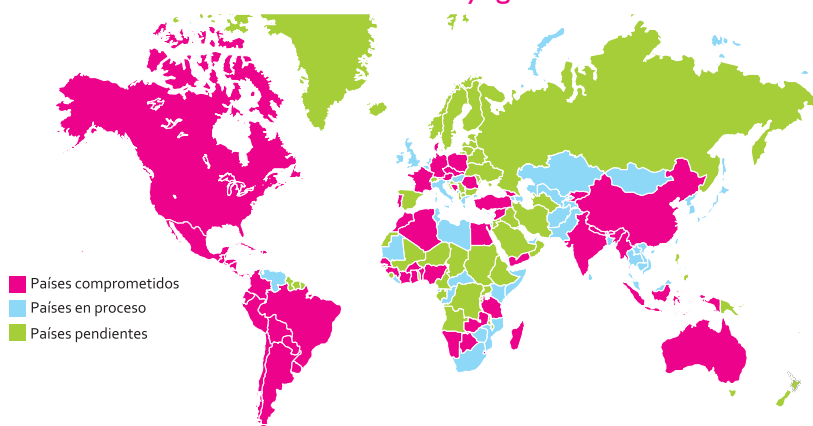 Países comprometidos
Países en proceso
Países pendientes